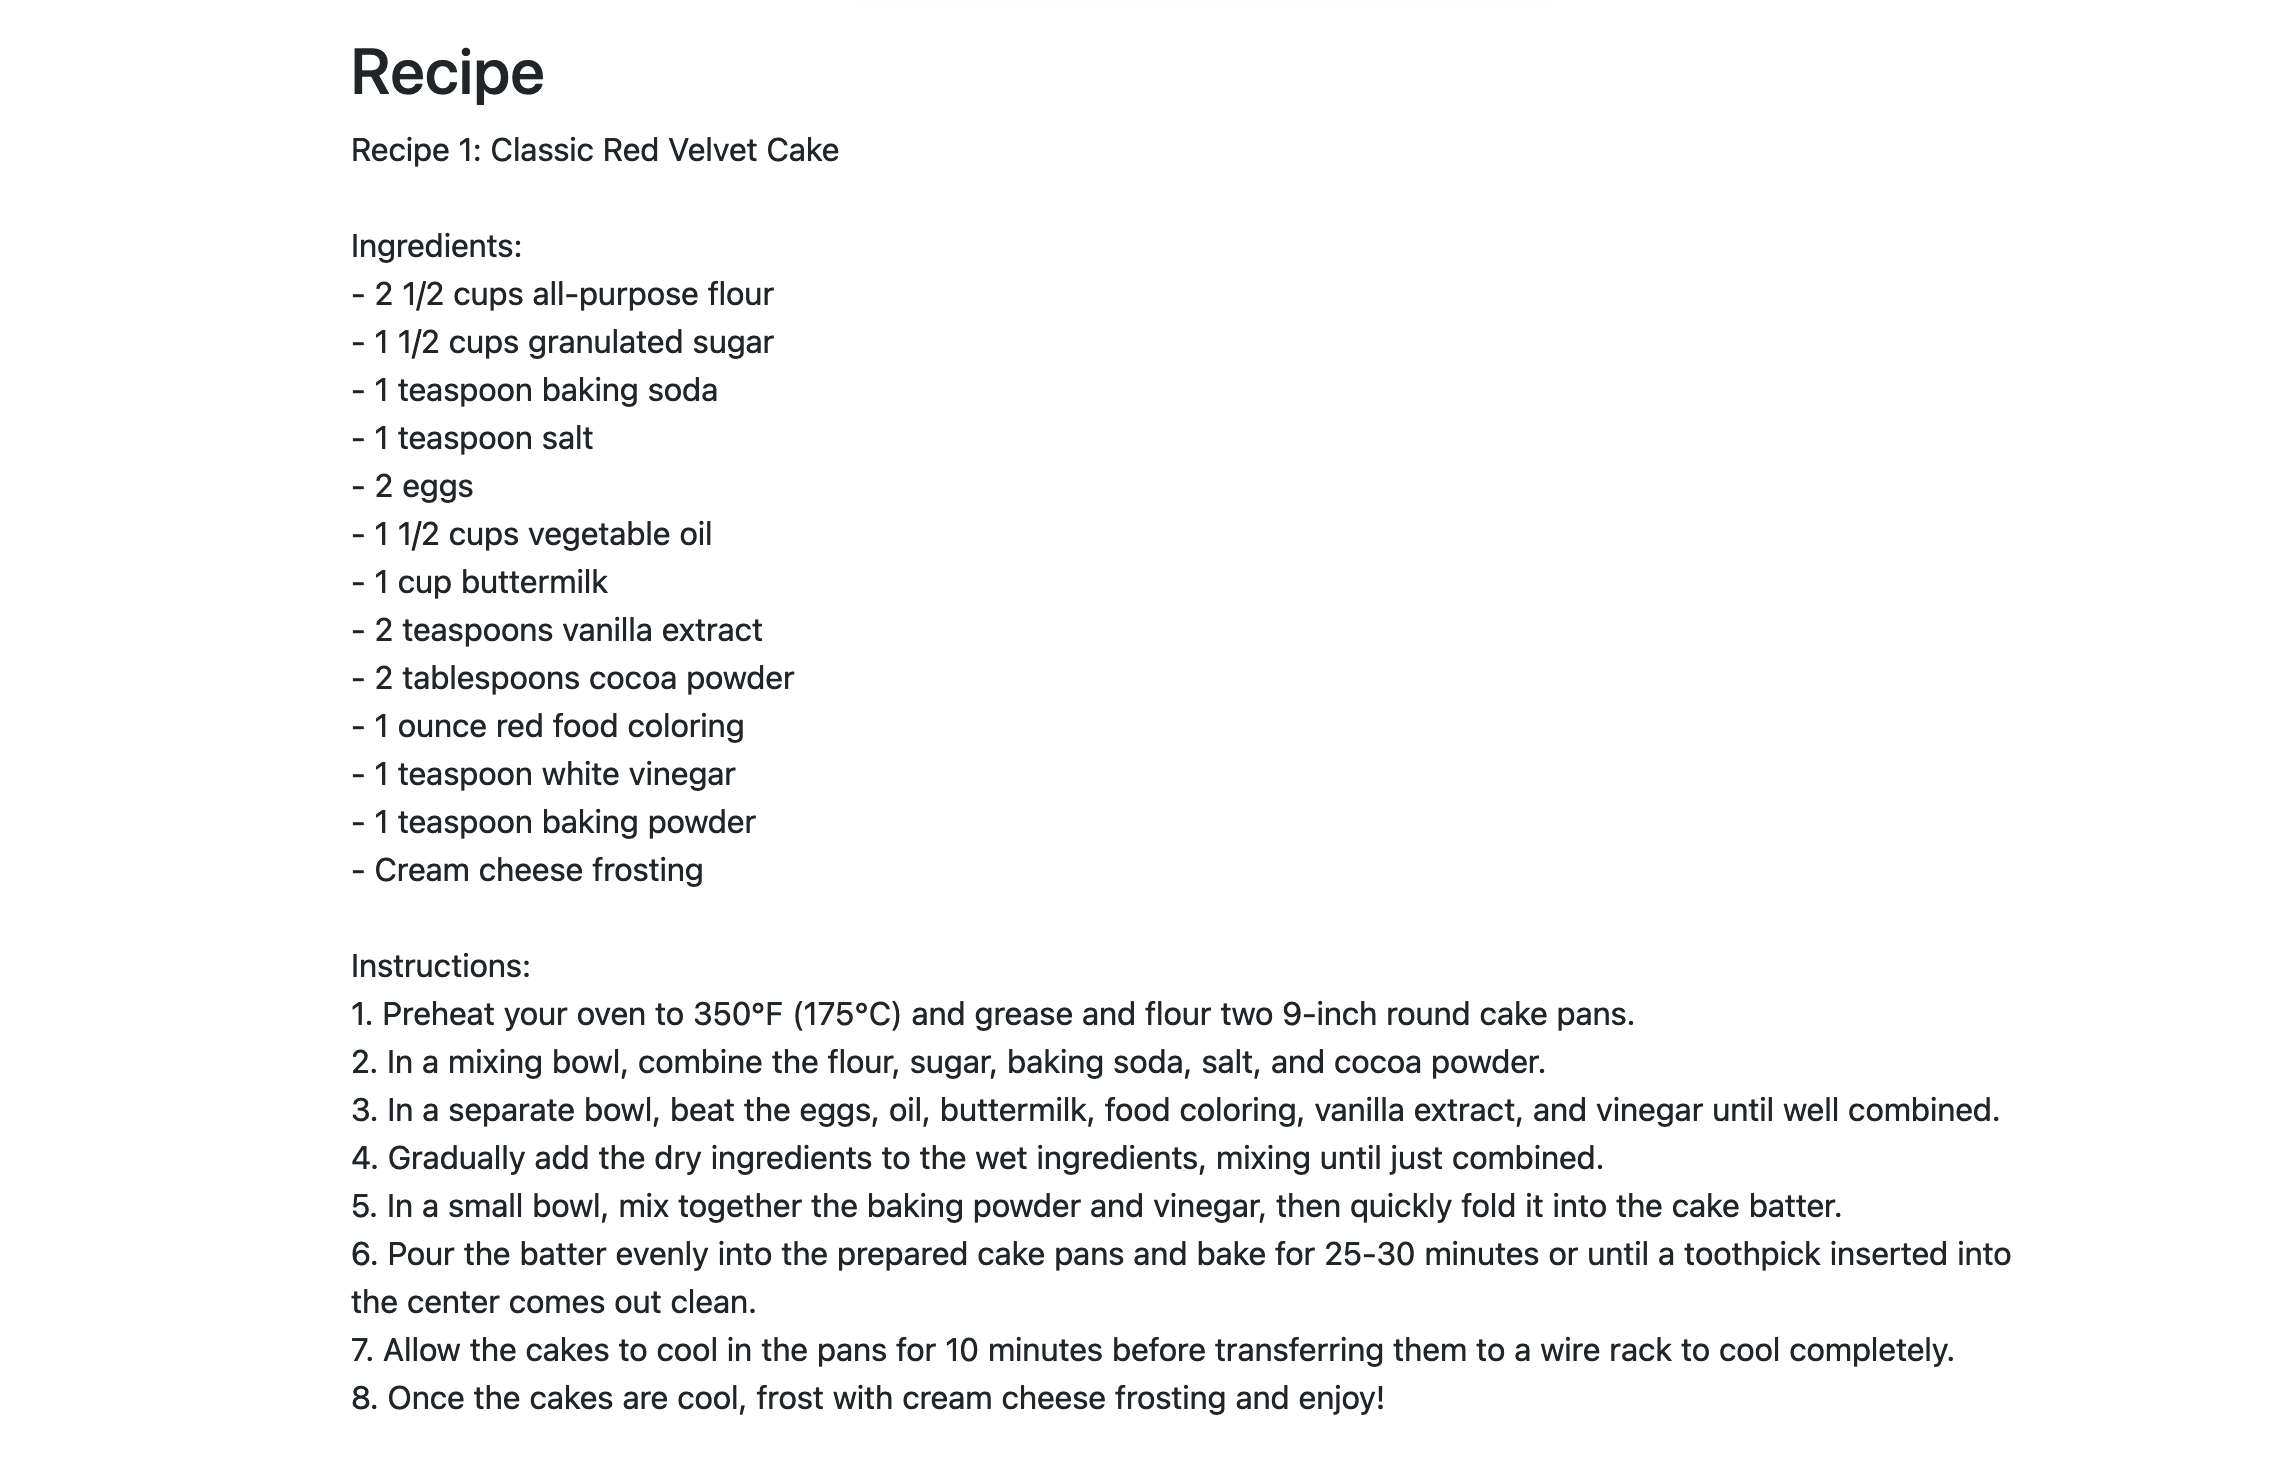 Recipe
Recipe 1: Classic Red Velvet Cake
Ingredients:
- 2 1/2 cups all-purpose flour
- 1 1/2 cups granulated sugar
- 1 teaspoon baking soda
- 1 teaspoon salt
- 2 eggs
- 1 1/2 cups vegetable oil
- 1 cup buttermilk
- 2 teaspoons vanilla extract
- 2 tablespoons cocoa powder
- 1 ounce red food coloring
- 1 teaspoon white vinegar
- 1 teaspoon baking powder
- Cream cheese frosting
Instructions:
1. Preheat your oven to 350°F (175°C) and grease and flour two 9-inch round cake pans.
2. In a mixing bowl, combine the flour, sugar, baking soda, salt, and cocoa powder.
3. In a separate bowl, beat the eggs, oil, buttermilk, food coloring, vanilla extract, and vinegar until well combined.
4. Gradually add the dry ingredients to the wet ingredients, mixing until just combined.
5. In a small bowl, mix together the baking powder and vinegar, then quickly fold it into the cake batter.
6. Pour the batter evenly into the prepared cake pans and bake for 25-30 minutes or until a toothpick inserted into
the center comes out clean.
7. Allow the cakes to cool in the pans for 10 minutes before transferring them to a wire rack to cool completely.
8. Once the cakes are cool, frost with cream cheese frosting and enjoy!